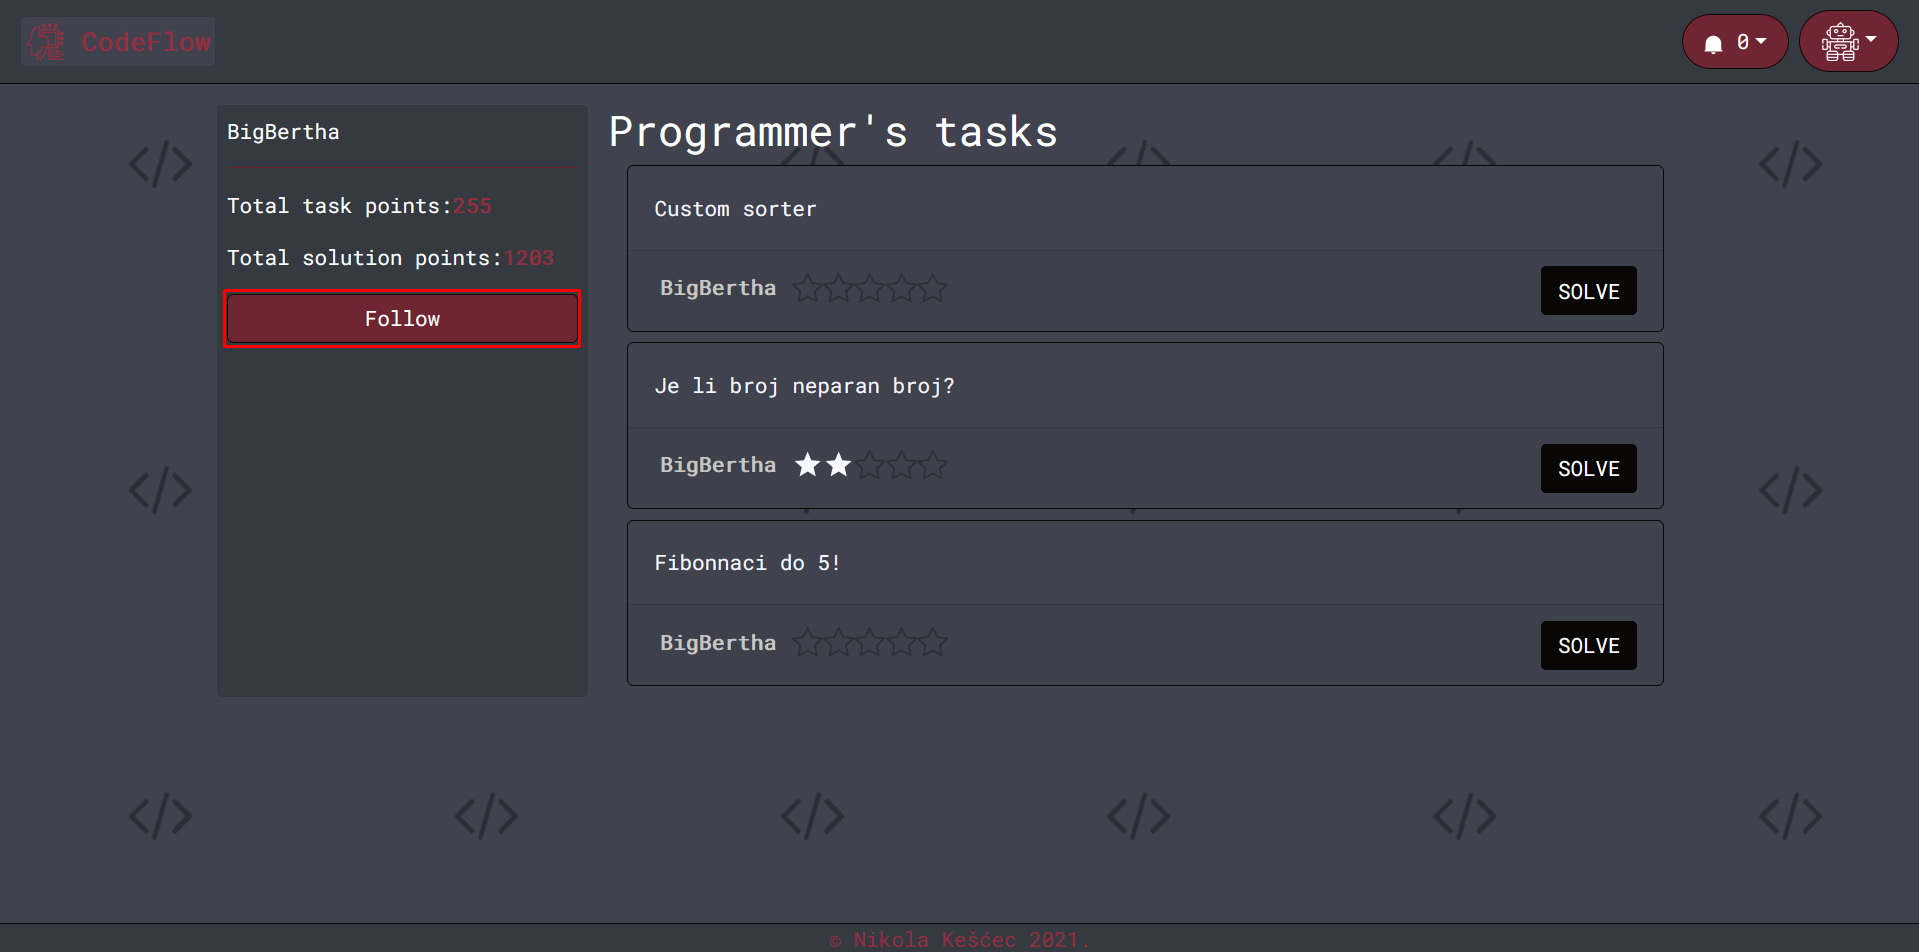 CodeFlow
0
BigBertha
Total task points:255
Total solution points:1203
Follow
Programmer's tasks
Custom sorter
BigBertha
SOLVE
Je li broj neparan broj?
BigBertha
SOLVE
Fibonnaci do 5!
BigBertha
SOLVE
© Nikola Kešćec 2021.